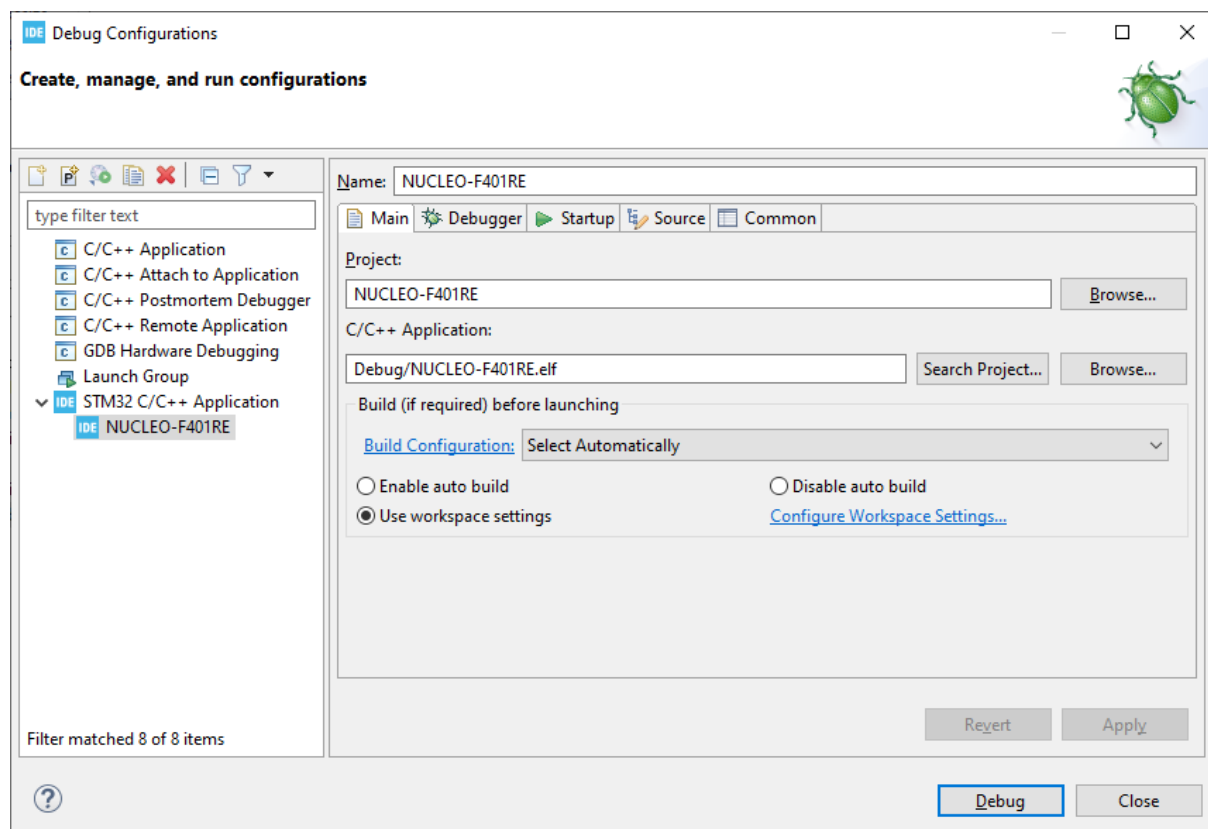 IDE Debug Configurations
Create, manage, and run configurations
type filter text
C C/C++ Application
C C/C++ Attach to Application
C C/C++ Postmortem Debugger
C C/C++ Remote Application
C GDB Hardware Debugging
Launch Group
IDE STM32 C/C++ Application
IDE NUCLEO-F401RE
Filter matched 8 of 8 items
Name: NUCLEO-F401RE
Main Debugger Startup Source Common
Project:
NUCLEO-F401RE Browse...
C/C++ Application:
Debug/NUCLEO-F401RE.elf Search Project... Browse...
Build (if required) before launching
Build Configuration: Select Automatically
Enable auto build Disable auto build
Use workspace settings Configure Workspace Settings...
Revert Apply
? Debug Close